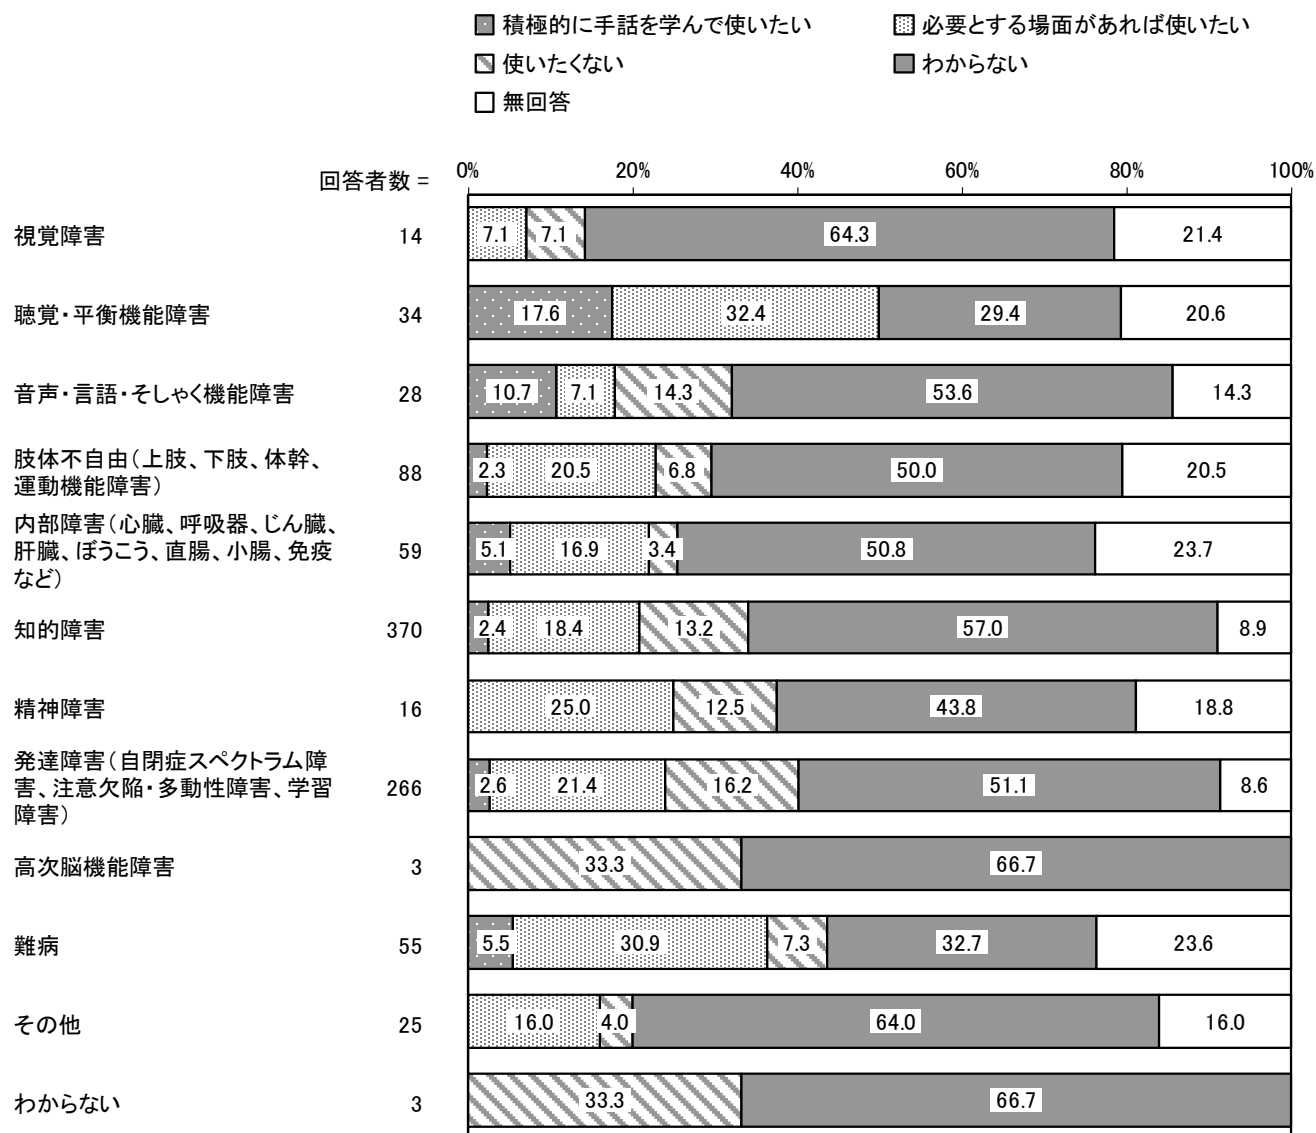 積極的に手話を学んで使いたい 必要とする場面があれば使いたい
使いたくない わからない
無回答
回答者数 = 0% 20% 40% 60% 80% 100%
視覚障害 14 7.1 7.1 64.3 21.4
聴覚・平衡機能障害 34 17.6 32.4 29.4 20.6
音声・言語・そしゃく機能障害 28 10.7 7.1 14.3 53.6 14.3
肢体不自由（上肢、下肢、体幹、
運動機能障害） 88 2.3 20.5 6.8 50.0 20.5
内部障害（心臓、呼吸器、じん臓、
肝臓、ぼうこう、直腸、小腸、免疫 59 5.1 16.9 3.4 50.8 23.7
など）
知的障害 370 2.4 18.4 13.2 57.0 8.9
精神障害 16 25.0 12.5 43.8 18.8
発達障害（自閉症スペクトラム障
害、注意欠陥・多動性障害、学習 266 2.6 21.4 16.2 51.1 8.6
障害）
高次脳機能障害 3 33.3 66.7
難病 55 5.5 30.9 7.3 32.7 23.6
その他 25 16.0 4.0 64.0 16.0
わからない 3 33.3 66.7